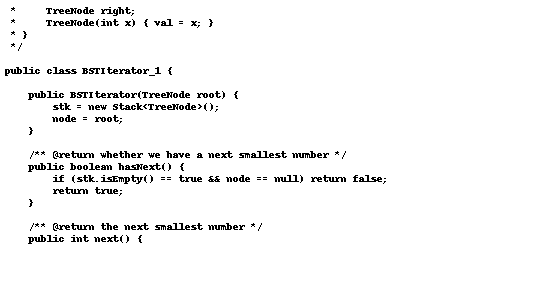 *     TreeNode right;
 *     TreeNode(int x) { val = x; }
 * }
 */
public class BSTIterator_1 {
    public BSTIterator(TreeNode root) {
        stk = new Stack<TreeNode>();
        node = root;
    }
    /** @return whether we have a next smallest number */
    public boolean hasNext() {
        if (stk.isEmpty() == true && node == null) return false;
        return true;
    }
    /** @return the next smallest number */
    public int next() {